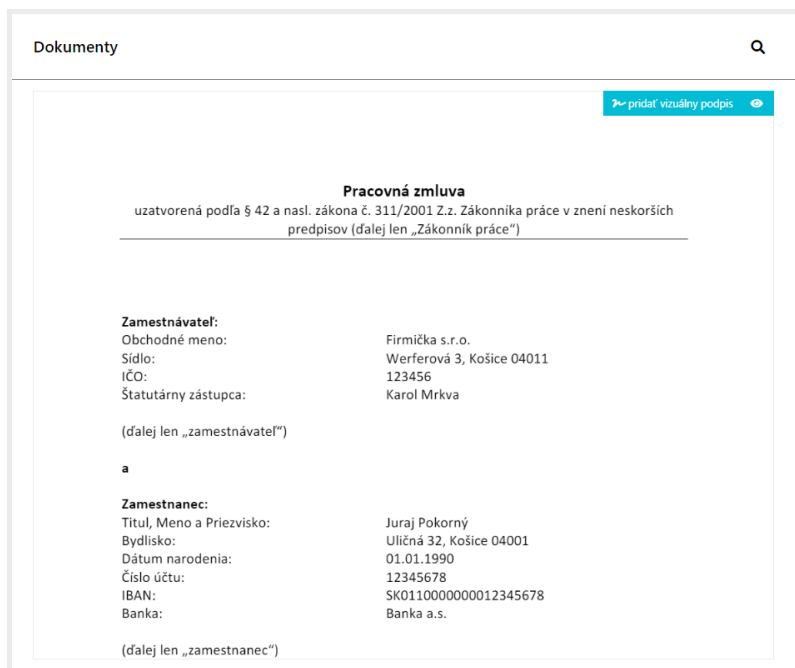 Dokumenty
pridať vizuálny podpis
Pracovná zmluva
uzatvorená podľa § 42 a nasl. zákona č. 311/2001 Z.z. Zákonníka práce v znení neskorších
predpisov (ďalej len „Zákonník práce“)
Zamestnávateľ:
Obchodné meno: Firmička s.r.o.
Sídlo: Werferová 3, Košice 04011
IČO: 123456
Štatutárny zástupca: Karol Mrkva
(ďalej len „zamestnávateľ“)
a
Zamestnanec:
Titul, Meno a Priezvisko: Juraj Pokorný
Bydlisko: Uličná 32, Košice 04001
Dátum narodenia: 01.01.1990
Číslo účtu: 12345678
IBAN: SK0110000000012345678
Banka: Banka a.s.
(ďalej len „zamestnanec“)